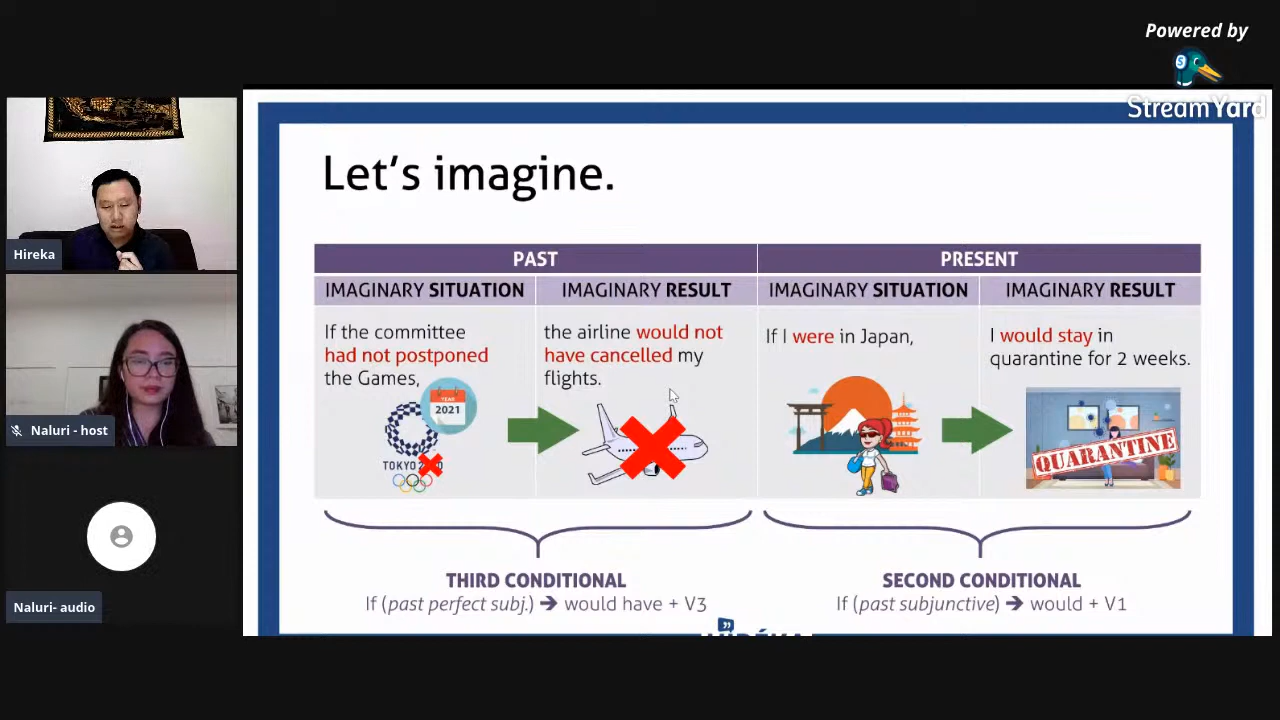 Powered by
StreamYard
Hireka
Naluri - host
Naluri- audio
Let's imagine.
PAST
PRESENT
IMAGINARY SITUATION
IMAGINARY RESULT
IMAGINARY SITUATION
IMAGINARY RESULT
If the committee
had not postponed
the Games,
the airline would not
have cancelled my
flights.
If I were in Japan,
I would stay in
quarantine for 2 weeks.
YEAR
2021
TOKYO
QUARANTINE
THIRD CONDITIONAL
If (past perfect subj.) ➔ would have + V3
SECOND CONDITIONAL
If (past subjunctive) ➔ would + V1